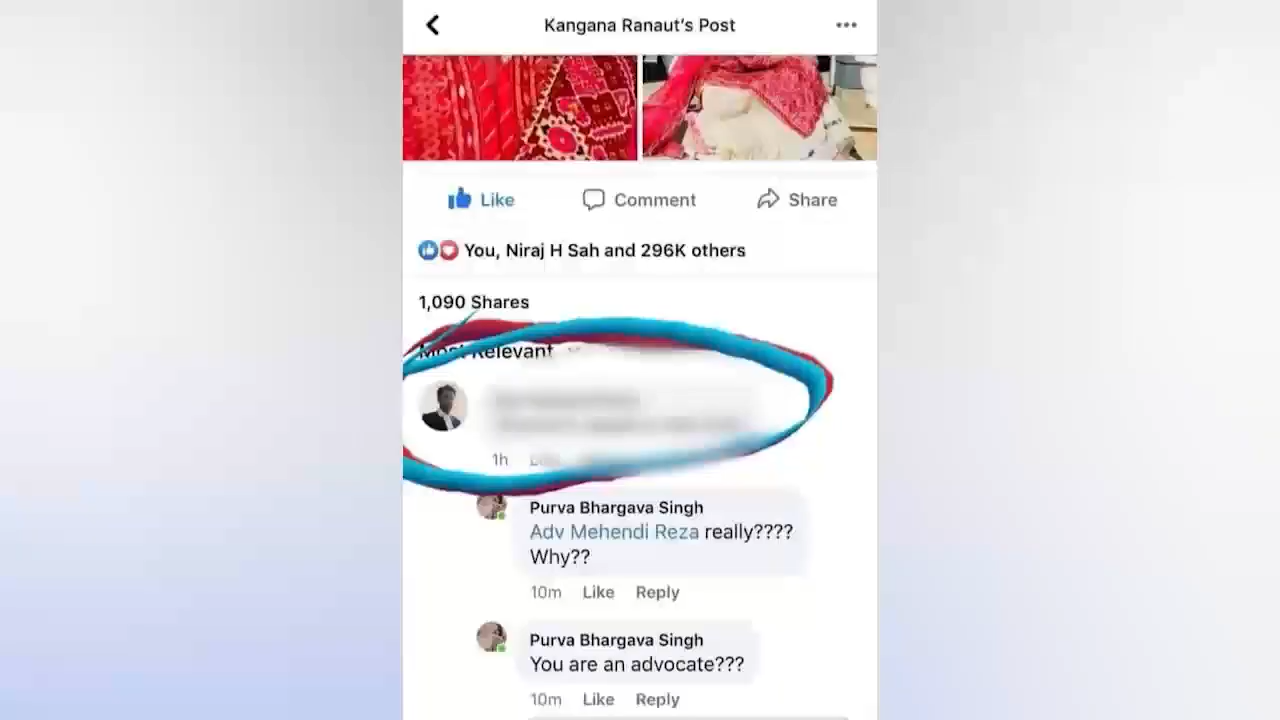 Kangana Ranaut's Post
Like Comment Share
You, Niraj H Sah and 296K others
1,090 Shares
Most Relevant
1h
Purva Bhargava Singh
Adv Mehendi Reza really????
Why??
10m Like Reply
Purva Bhargava Singh
You are an advocate???
10m Like Reply